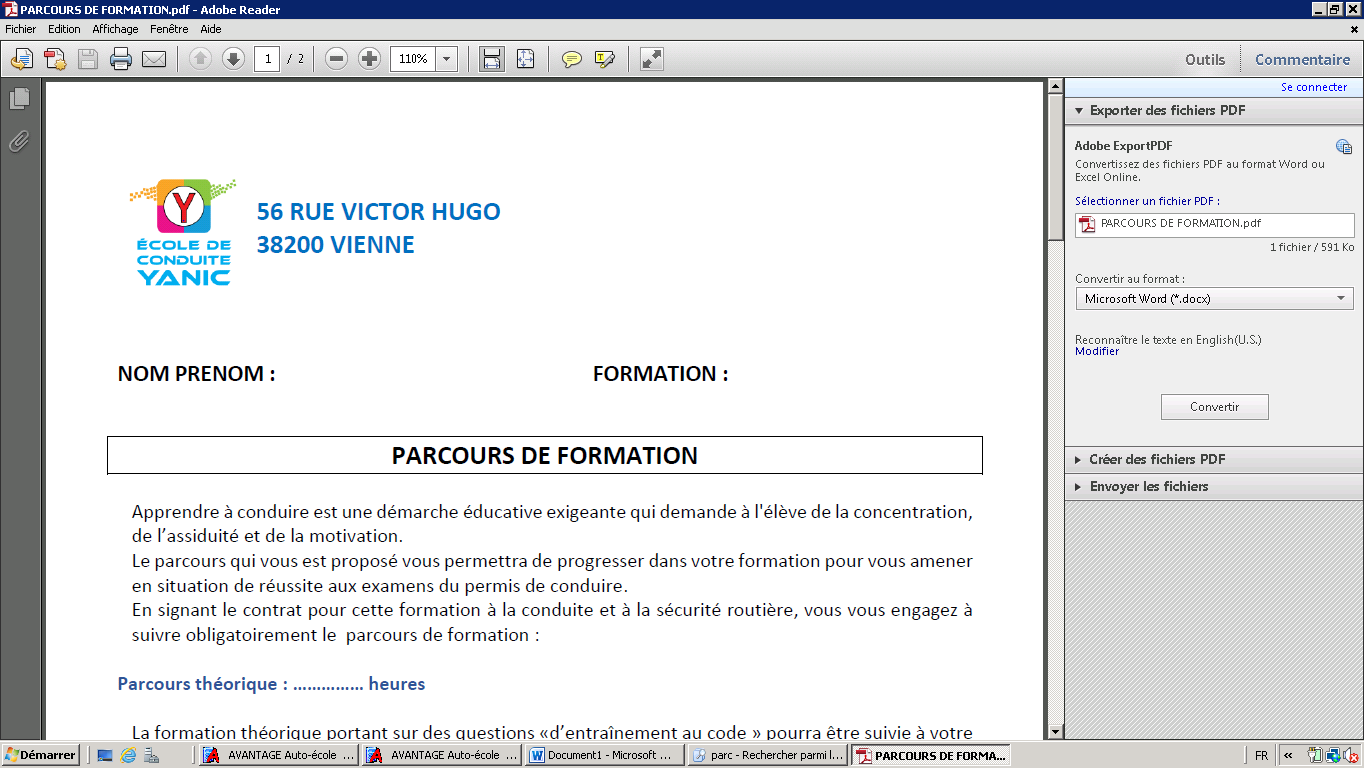 PARCOURS DE FORMATION.pdf - Adobe Reader
Fichier Edition Affichage Fenêtre Aide
1 / 2 110% Outils Commentaire
Se connecter
Exporter des fichiers PDF
Adobe ExportPDF
Convertissez des fichiers PDF au format Word ou
Excel Online.
Sélectionner un fichier PDF :
PARCOURS DE FORMATION.pdf
1 fichier / 591 Ko
Convertir au format :
Microsoft Word (*.docx)
Reconnaître le texte en English(U.S.)
Modifier
Convertir
Créer des fichiers PDF
Envoyer les fichiers
Y
ÉCOLE DE
CONDUITE
YANIC
56 RUE VICTOR HUGO
38200 VIENNE
NOM PRENOM : FORMATION :
PARCOURS DE FORMATION
Apprendre à conduire est une démarche éducative exigeante qui demande à l'élève de la concentration,
de l’assiduité et de la motivation.
Le parcours qui vous est proposé vous permettra de progresser dans votre formation pour vous amener
en situation de réussite aux examens du permis de conduire.
En signant le contrat pour cette formation à la conduite et à la sécurité routière, vous vous engagez à
suivre obligatoirement le  parcours de formation :
Parcours théorique : …………… heures
La formation théorique portant sur des questions «d’entraînement au code » pourra être suivie à votre
Démarrer AVANTAGE Auto-école ... AVANTAGE Auto-école ... Document1 - Microsoft ... parc - Rechercher parmi l... PARCOURS DE FORMA... FR «